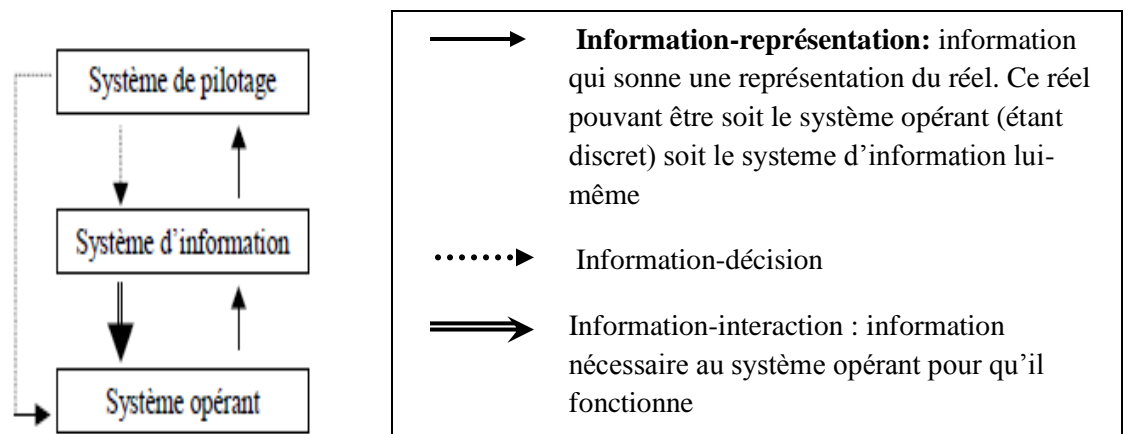 Système de pilotage
Système d'information
Système opérant
Information-représentation: information
qui sonne une représentation du réel. Ce réel
pouvant être soit le système opérant (étant
discret) soit le systeme d'information lui-
même
Information-décision
Information-interaction : information
nécessaire au système opérant pour qu'il
fonctionne